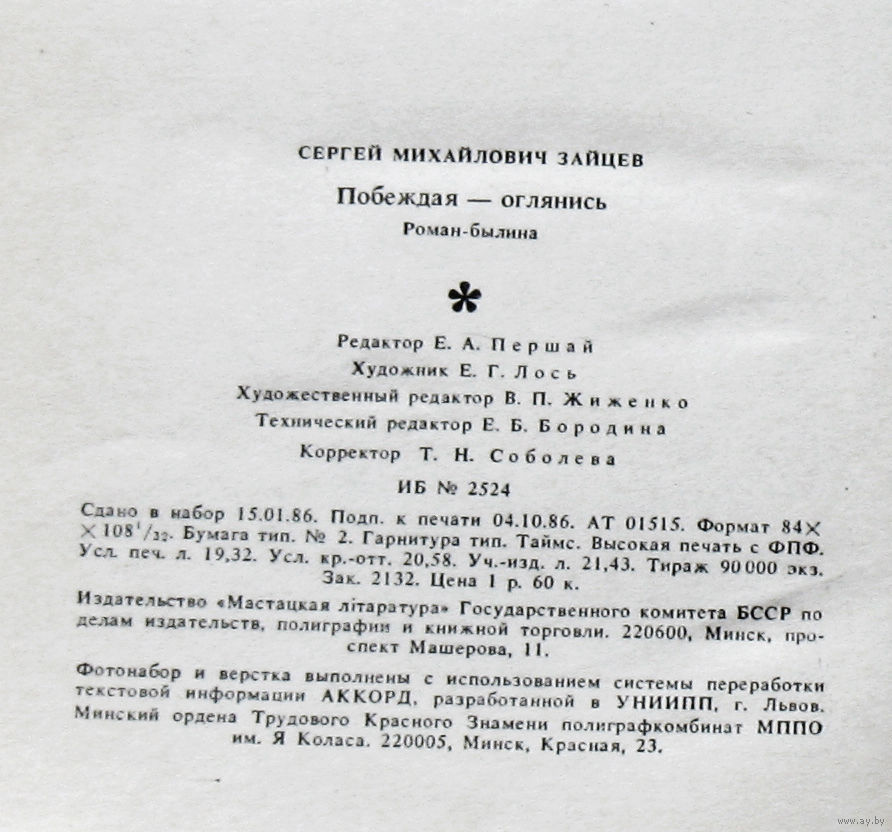 СЕРГЕЙ МИХАЙЛОВИЧ ЗАЙЦЕВ
Побеждая — оглянись
Роман-былина
*
Редактор Е. А. Першай
Художник Е. Г. Лось
Художественный редактор В. П. Жиженко
Технический редактор Е. Б. Бородина
Корректор Т. Н. Соболева
ИБ № 2524
Сдано в набор 15.01.86. Подп. к печати 04.10.86. АТ 01515. Формат 84×
×108¹/₃₂. Бумага тип. № 2. Гарнитура тип. Таймс. Высокая печать с ФПФ.
Усл. печ. л. 19,32. Усл. кр.-отт. 20,58. Уч.-изд. л. 21,43. Тираж 90 000 экз.
Зак. 2132. Цена 1 р. 60 к.
Издательство «Мастацкая літаратура» Государственного комитета БССР по
делам издательств, полиграфии и книжной торговли. 220600, Минск, про-
спект Машерова, 11.
Фотонабор и верстка выполнены с использованием системы переработки
текстовой информации АККОРД, разработанной в УНИИПП, г. Львов.
Минский ордена Трудового Красного Знамени полиграфкомбинат МППО
им. Я Коласа. 220005, Минск, Красная, 23.
www.ay.by